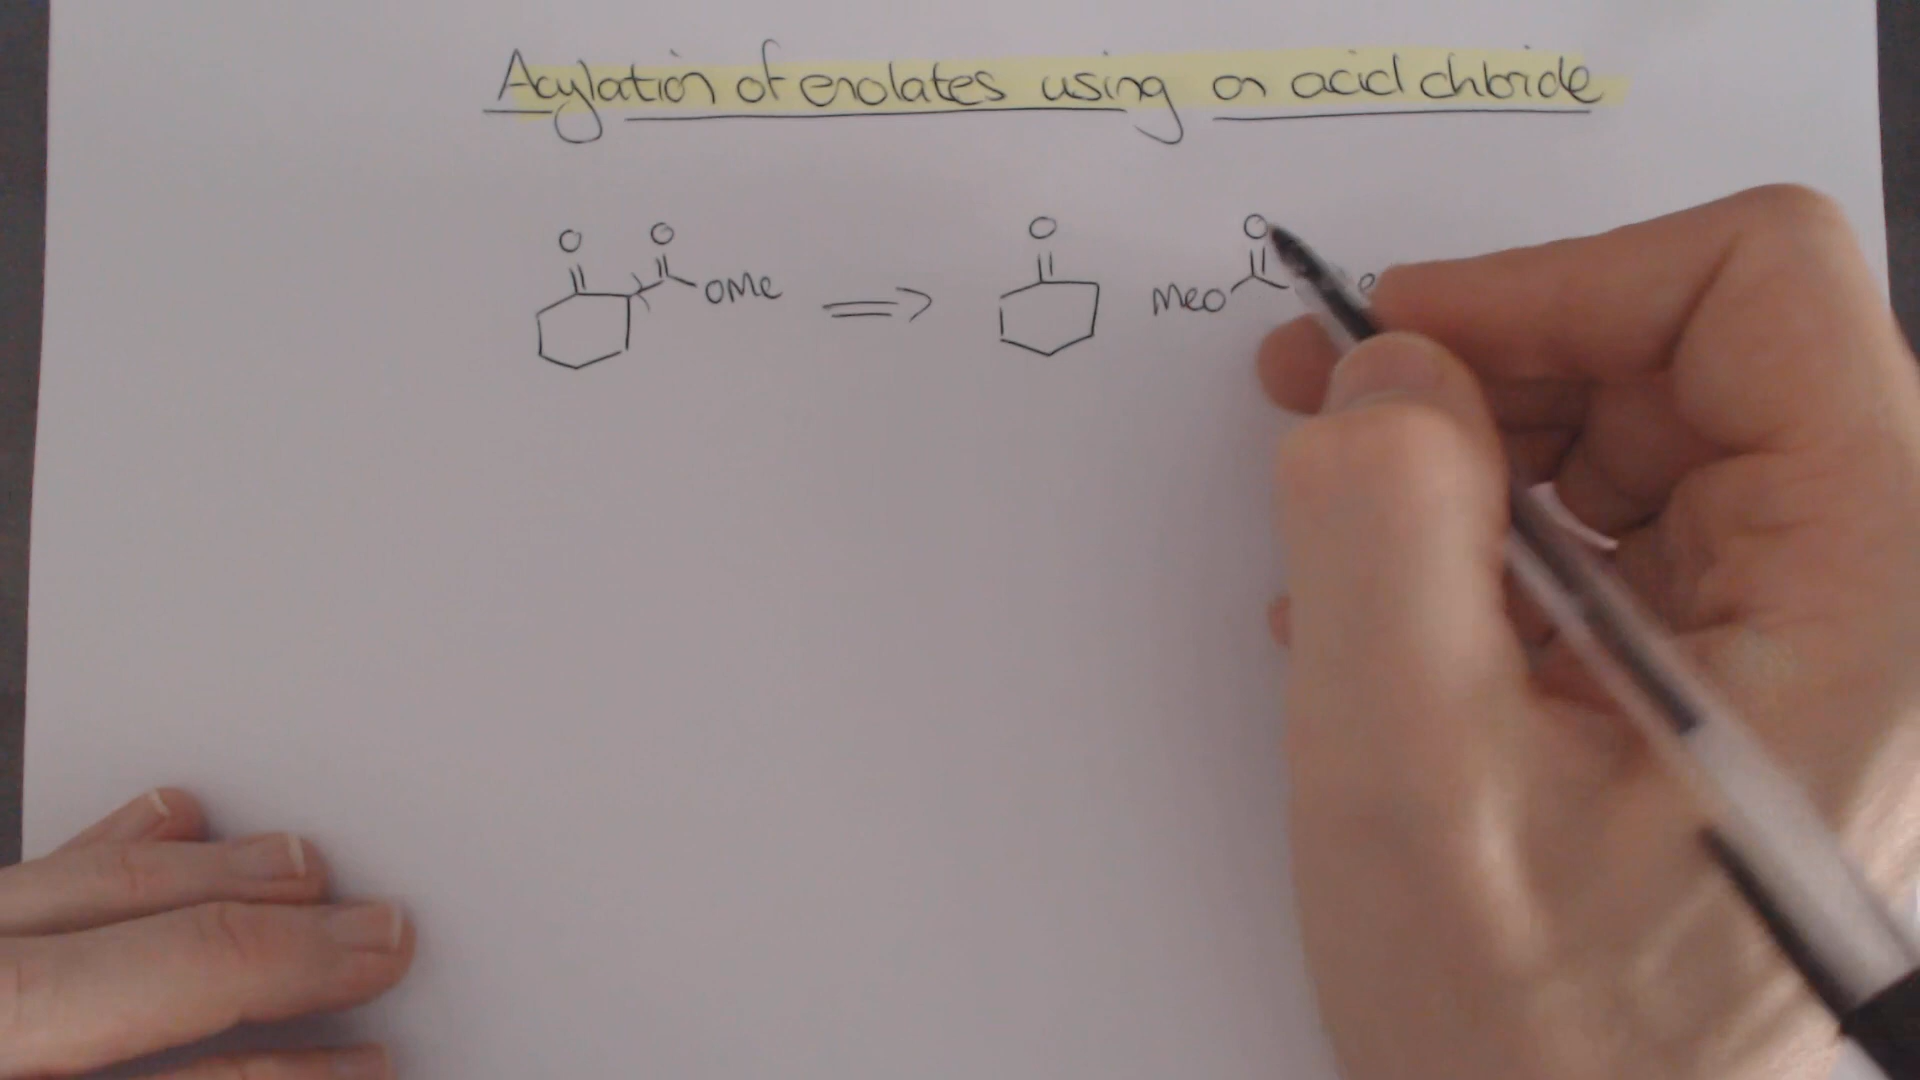 Acylation of enolates using an acid chloride
O O O O
OMe ⟹ MeO e